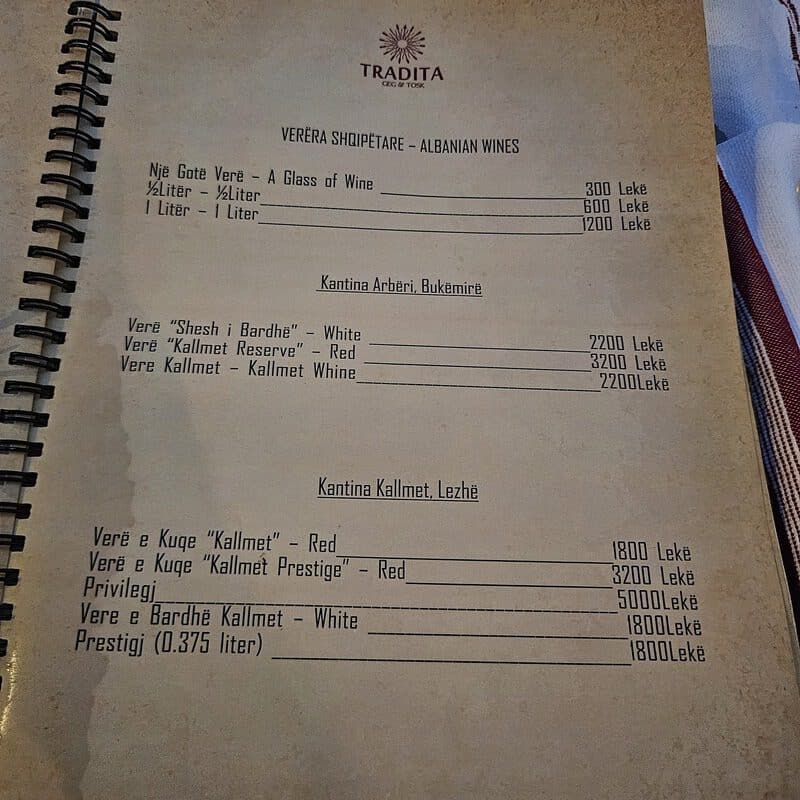 TRADITA
GEG & TOSK
VERËRA SHQIPËTARE – ALBANIAN WINES
Një Gotë Verë – A Glass of Wine 300 Lekë
½Litër – ½Liter 600 Lekë
1 Litër – 1 Liter 1200 Lekë
Kantina Arbëri, Bukëmirë
Verë “Shesh i Bardhë” – White 2200 Lekë
Verë “Kallmet Reserve” – Red 3200 Lekë
Vere Kallmet – Kallmet Whine 2200Lekë
Kantina Kallmet, Lezhë
Verë e Kuqe “Kallmet” – Red 1800 Lekë
Verë e Kuqe “Kallmet Prestige” – Red 3200 Lekë
Privilegj 5000Lekë
Vere e Bardhë Kallmet – White 1800Lekë
Prestigj (0.375 liter) 1800Lekë